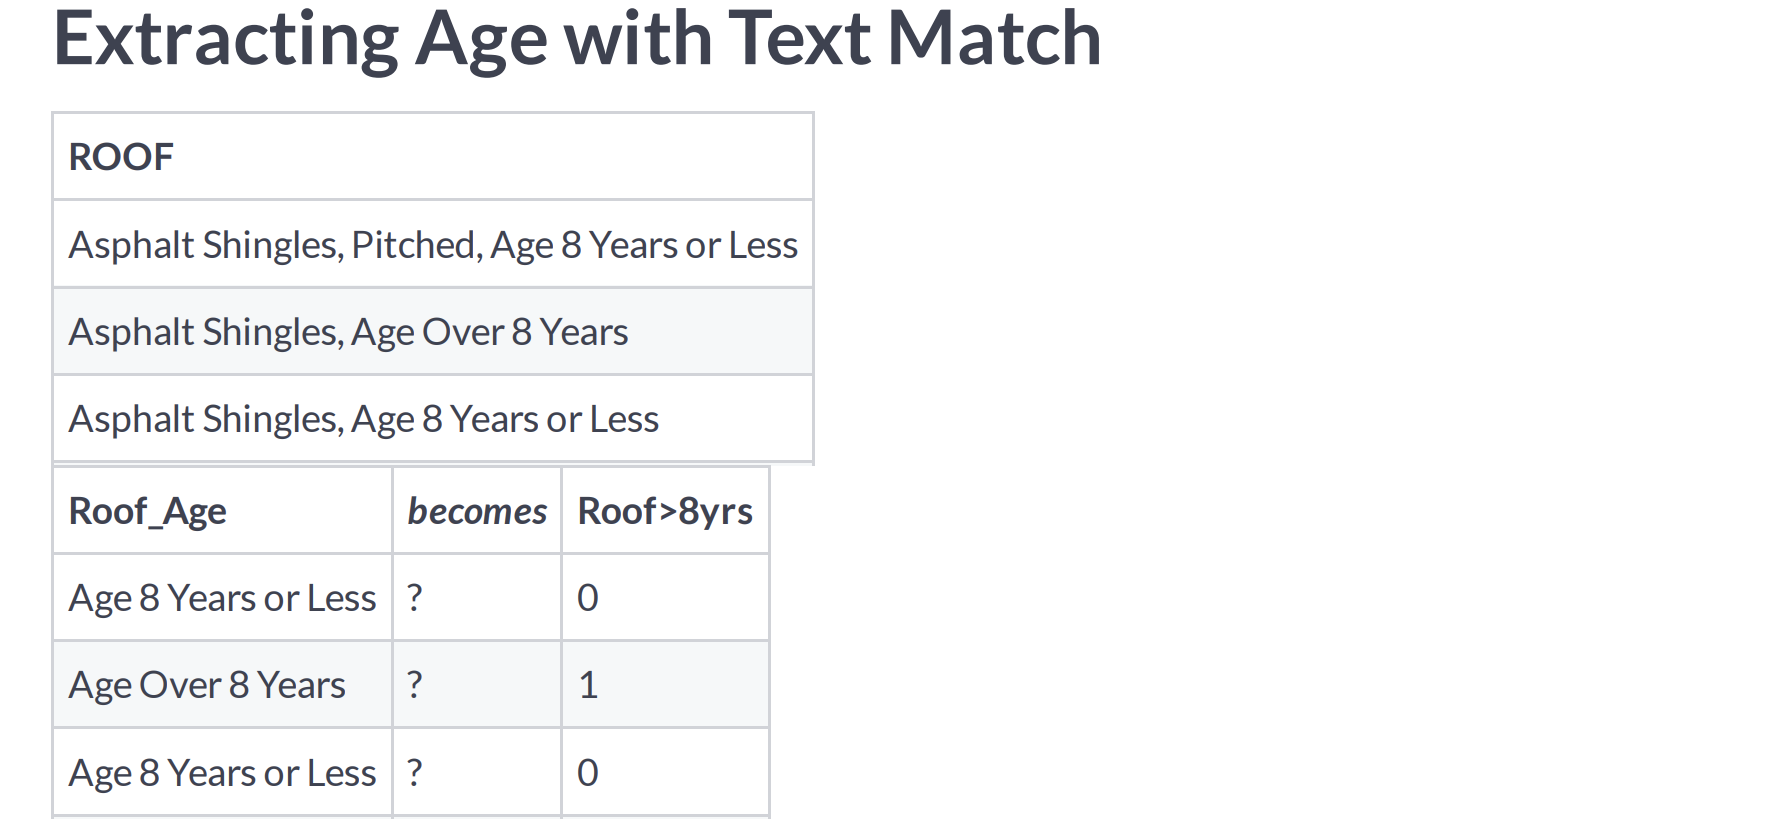 Extracting Age with Text Match
ROOF
Asphalt Shingles, Pitched, Age 8 Years or Less
Asphalt Shingles, Age Over 8 Years
Asphalt Shingles, Age 8 Years or Less
Roof_Age becomes Roof>8yrs
Age 8 Years or Less ? 0
Age Over 8 Years ? 1
Age 8 Years or Less ? 0